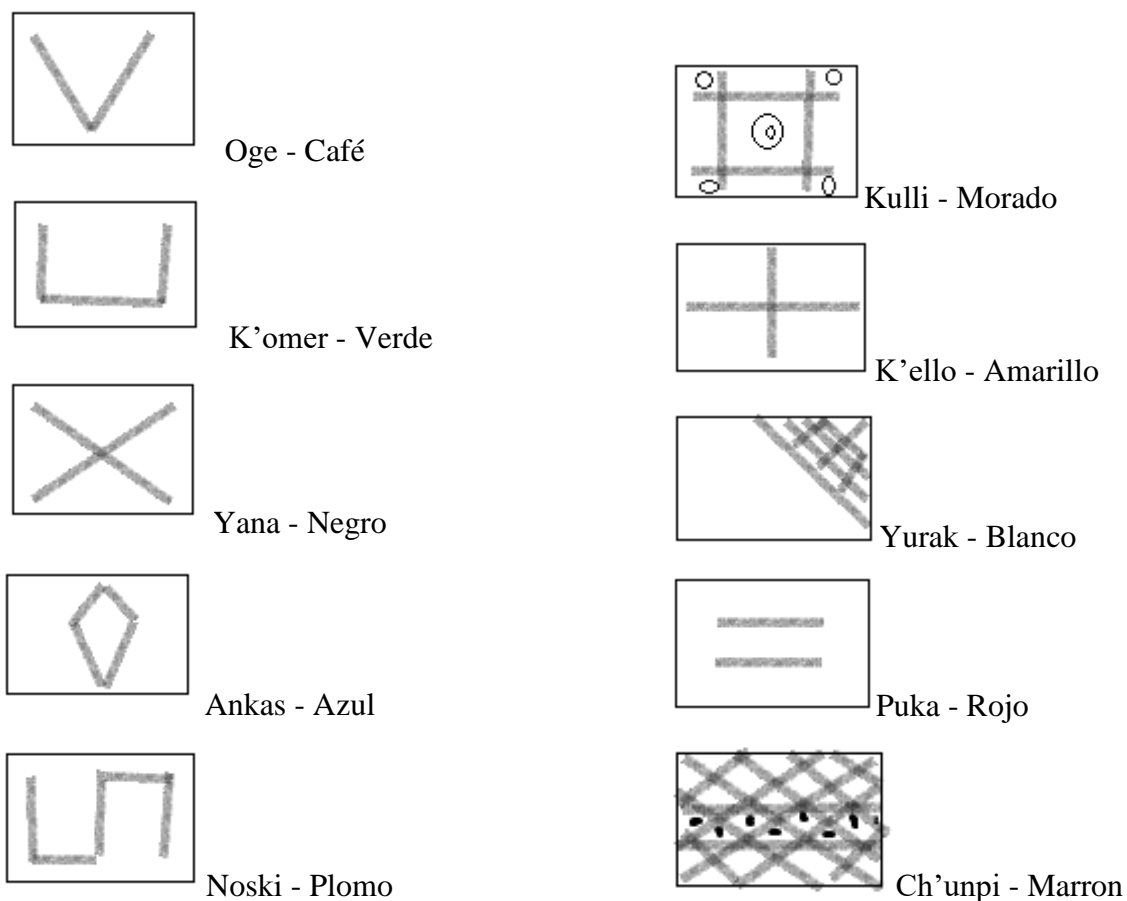 Oge - Café
K’omer - Verde
Yana - Negro
Ankas - Azul
Noski - Plomo
Kulli - Morado
K’ello - Amarillo
Yurak - Blanco
Puka - Rojo
Ch’unpi - Marron